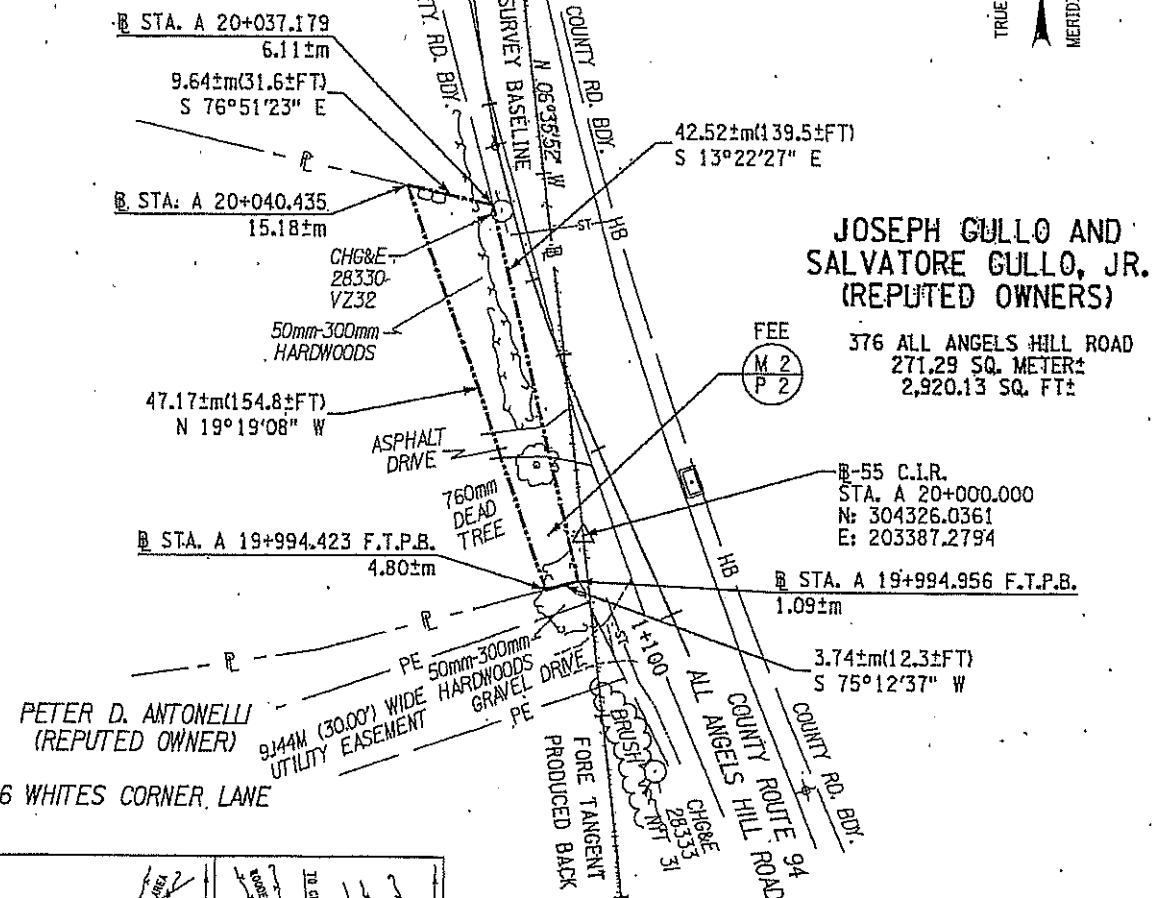 TRUE
MERIDI
℞ STA. A 20+037.179
6.11±m
9.64±m(31.6±FT)
S 76°51'23" E
TY. RD. BDY.
SURVEY BASELINE
N 06°35'52" W
COUNTY RD. BDY.
42.52±m(139.5±FT)
S 13°22'27" E
℄
℞ STA. A 20+040.435
15.18±m
ST
HB
CHG&E
28330
VZ32
50mm-300mm
HARDWOODS
JOSEPH GULLO AND
SALVATORE GULLO, JR.
(REPUTED OWNERS)
FEE
M 2
P 2
376 ALL ANGELS HILL ROAD
271.29 SQ. METER±
2,920.13 SQ. FT±
47.17±m(154.8±FT)
N 19°19'08" W
ASPHALT
DRIVE
760mm
DEAD
TREE
℞-55 C.I.R.
STA. A 20+000.000
N: 304326.0361
E: 203387.2794
℞ STA. A 19+994.423 F.T.P.B.
4.80±m
HB
℞ STA. A 19+994.956 F.T.P.B.
1.09±m
3.74±m(12.3±FT)
S 75°12'37" W
ST
1+100
PE
50mm-300mm
HARDWOODS
GRAVEL DRIVE
PE
9.144M (30.00') WIDE
UTILITY EASEMENT
PETER D. ANTONELLI
(REPUTED OWNER)
6 WHITES CORNER LANE
BRUSH
FORE TANGENT
PRODUCED BACK
CHG&E
28333
NYT 31
COUNTY ROUTE 94
ALL ANGELS HILL ROAD
COUNTY RD. BDY.
AREA
WOODE